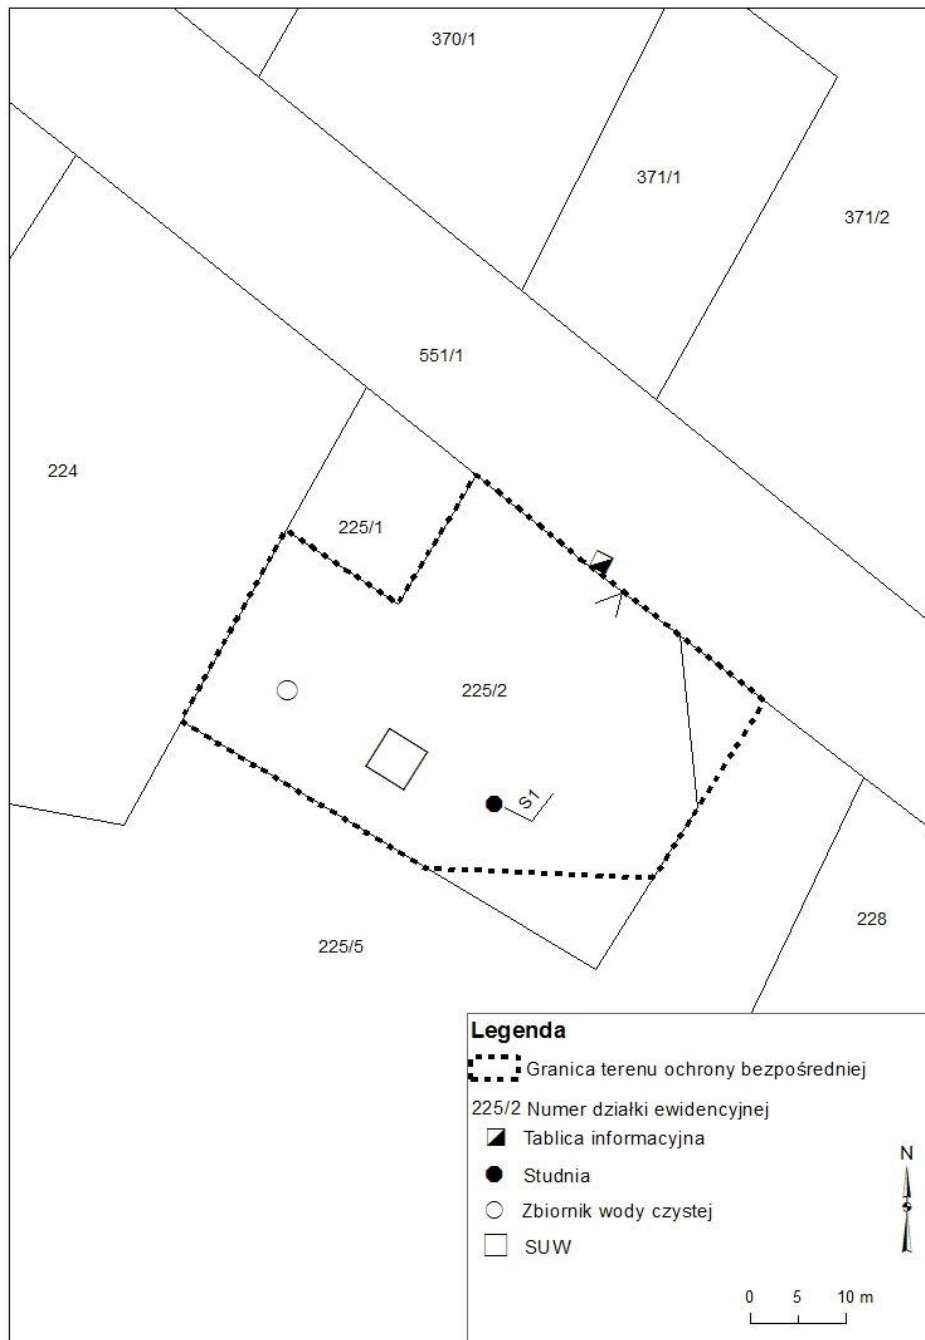 370/1
371/1
371/2
551/1
224
225/1
225/2
S1
225/5
228
Legenda
Granica terenu ochrony bezpośredniej
225/2 Numer działki ewidencyjnej
Tablica informacyjna
Studnia
Zbiornik wody czystej
SUW
N
0 5 10 m